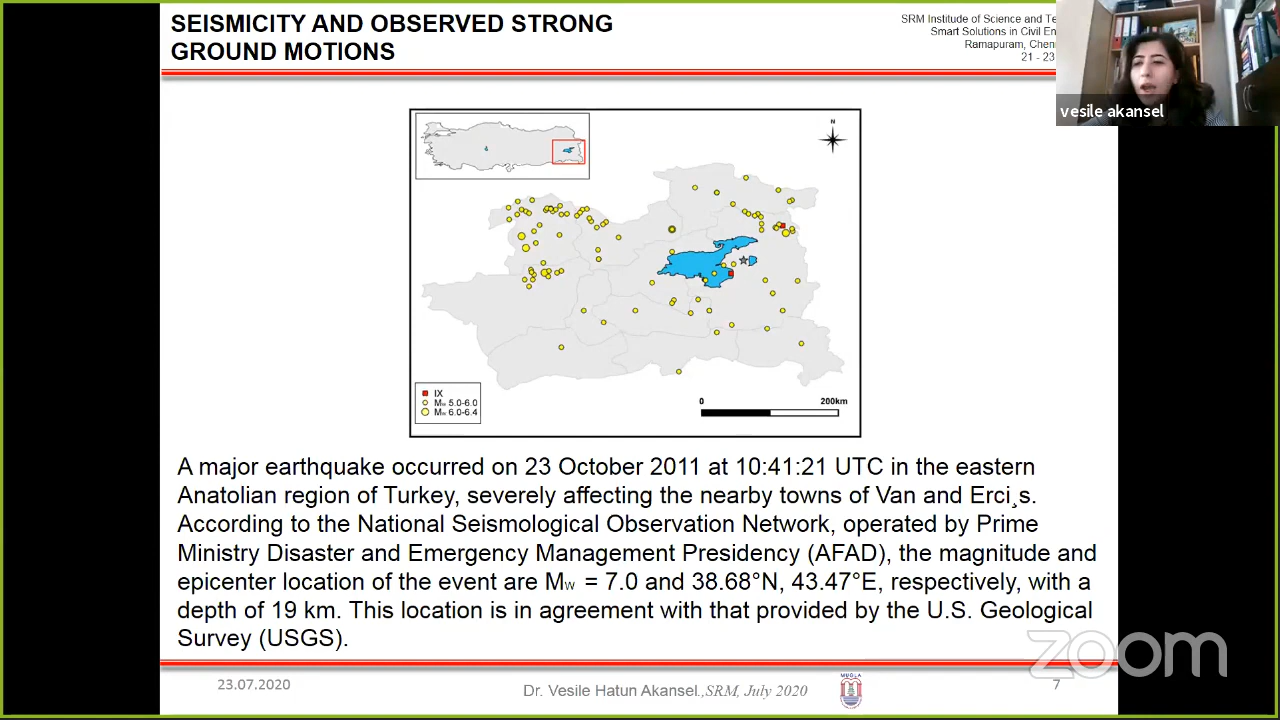 SEISMICITY AND OBSERVED STRONG
GROUND MOTIONS
SRM Institute of Science and Te
Smart Solutions in Civil En
Ramapuram, Chenn
21 - 23
vesile akansel
N
IX
Mw 5.0-6.0
Mw 6.0-6.4
0 200km
A major earthquake occurred on 23 October 2011 at 10:41:21 UTC in the eastern
Anatolian region of Turkey, severely affecting the nearby towns of Van and Erci¸s.
According to the National Seismological Observation Network, operated by Prime
Ministry Disaster and Emergency Management Presidency (AFAD), the magnitude and
epicenter location of the event are Mw = 7.0 and 38.68°N, 43.47°E, respectively, with a
depth of 19 km. This location is in agreement with that provided by the U.S. Geological
Survey (USGS).
zoom
23.07.2020
Dr. Vesile Hatun Akansel.,SRM, July 2020
MUĞLA
7